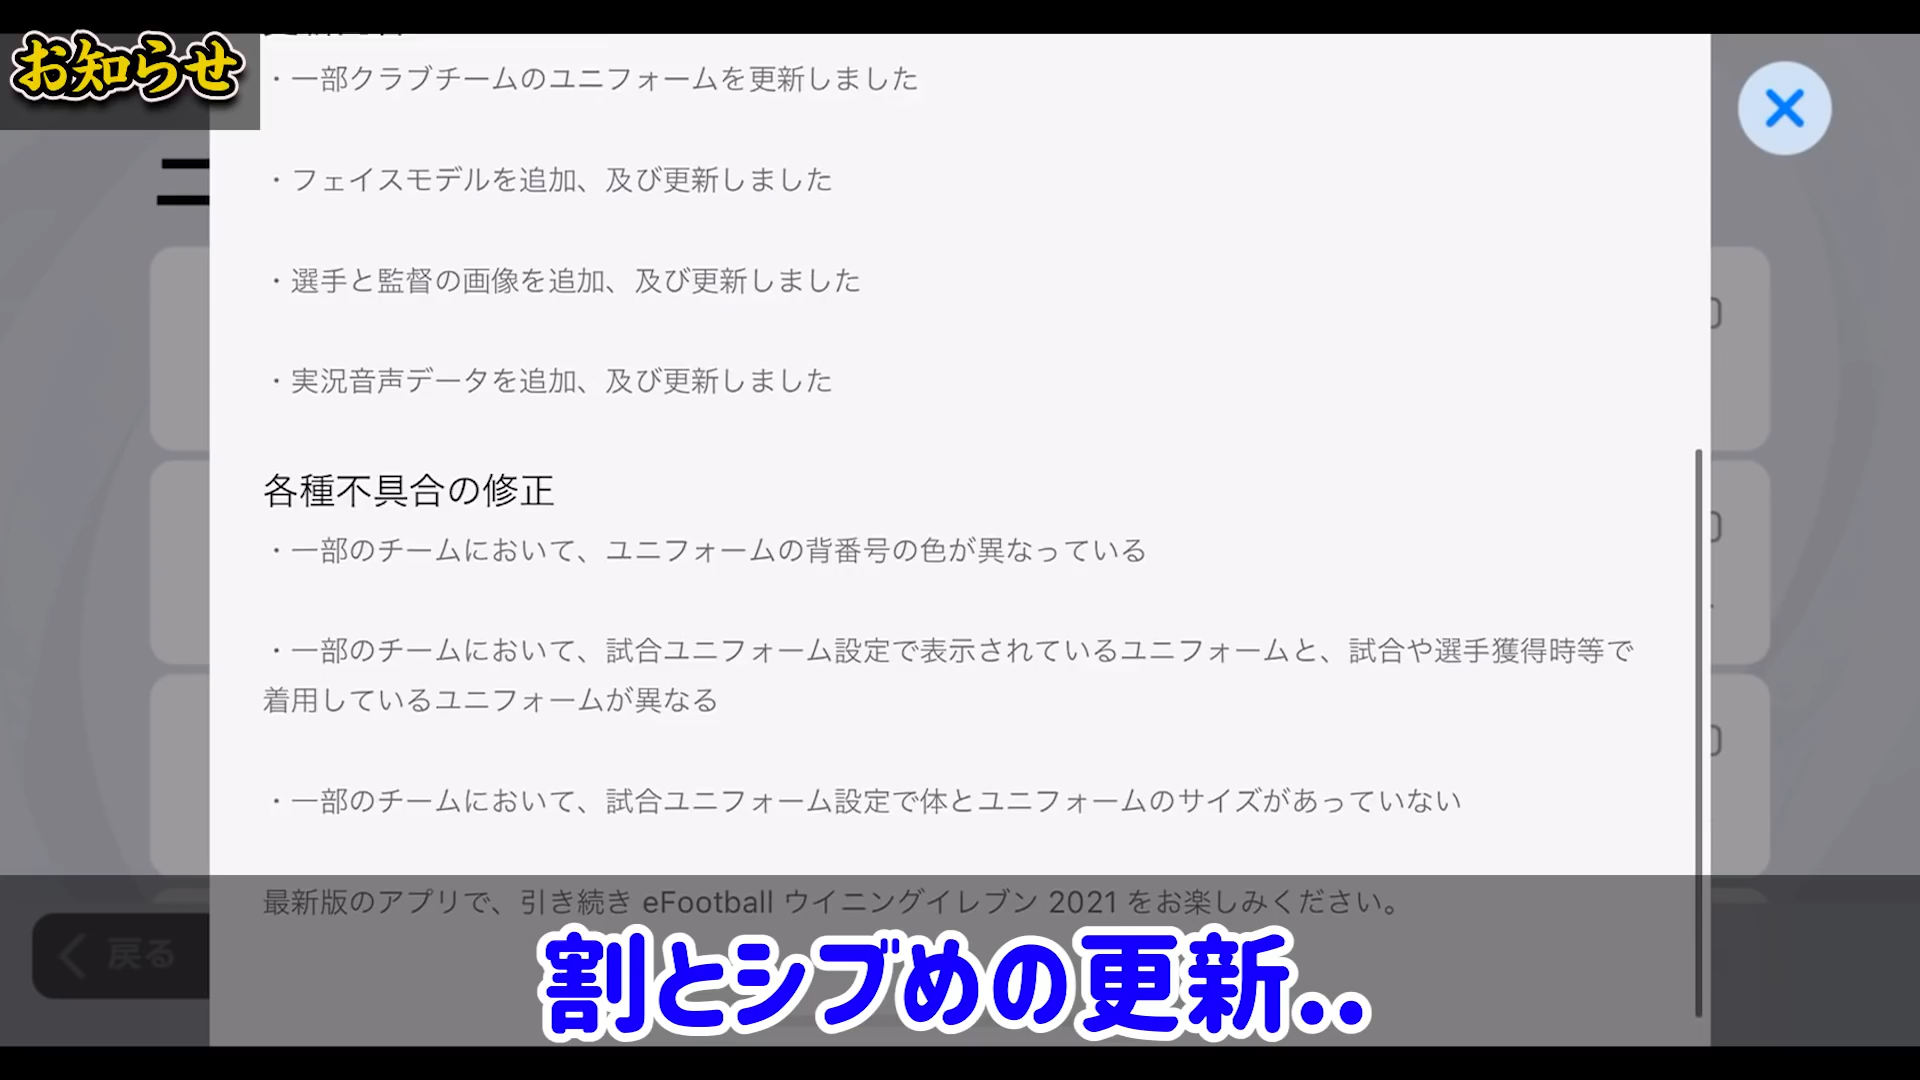 お知らせ
・一部クラブチームのユニフォームを更新しました
・フェイスモデルを追加、及び更新しました
・選手と監督の画像を追加、及び更新しました
・実況音声データを追加、及び更新しました
各種不具合の修正
・一部のチームにおいて、ユニフォームの背番号の色が異なっている
・一部のチームにおいて、試合ユニフォーム設定で表示されているユニフォームと、試合や選手獲得時等で
着用しているユニフォームが異なる
・一部のチームにおいて、試合ユニフォーム設定で体とユニフォームのサイズがあっていない
最新版のアプリで、引き続き eFootball ウイニングイレブン 2021 をお楽しみください。
戻る
割とシブめの更新..